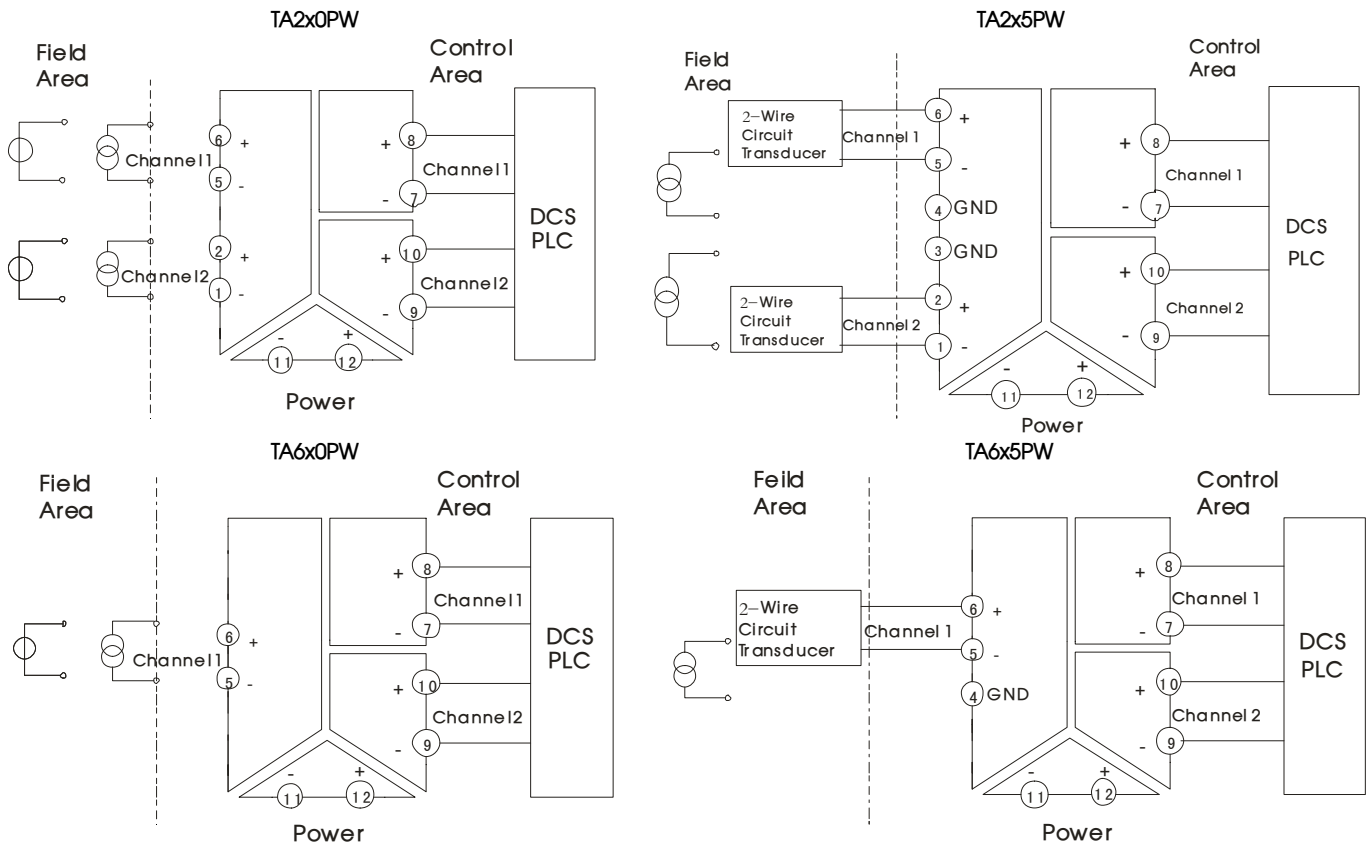 TA2x0PW
Field
Area
Control
Area
6
+
Channel1
5
-
2
+
Channel2
1
-
+
8
Channel1
-
7
+
10
Channel2
-
9
DCS
PLC
-
+
11
12
Power
TA2x5PW
Field
Area
Control
Area
2-Wire
Circuit
Transducer
Channel 1
6
+
5
-
4
GND
3
GND
2-Wire
Circuit
Transducer
Channel 2
2
+
1
-
+
8
Channel 1
-
7
+
10
Channel 2
-
9
DCS
PLC
-
+
11
12
Power
TA6x0PW
Field
Area
Control
Area
6
+
Channel1
5
-
+
8
Channel1
-
7
+
10
Channel2
-
9
DCS
PLC
-
+
11
12
Power
TA6x5PW
Feild
Area
Control
Area
2-Wire
Circuit
Transducer
Channel 1
6
+
5
-
4
GND
+
8
Channel 1
-
7
+
10
Channel 2
-
9
DCS
PLC
-
+
11
12
Power